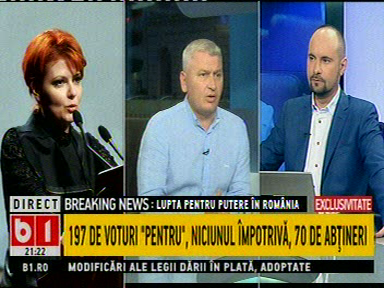 DIRECT
BREAKING NEWS : LUPTA PENTRU PUTERE ÎN ROMÂNIA
EXCLUSIVITATE
B1
197 DE VOTURI "PENTRU", NICIUNUL ÎMPOTRIVĂ, 70 DE ABȚINERI
21:22
B1.RO
MODIFICĂRI ALE LEGII DĂRII ÎN PLATĂ, ADOPTATE